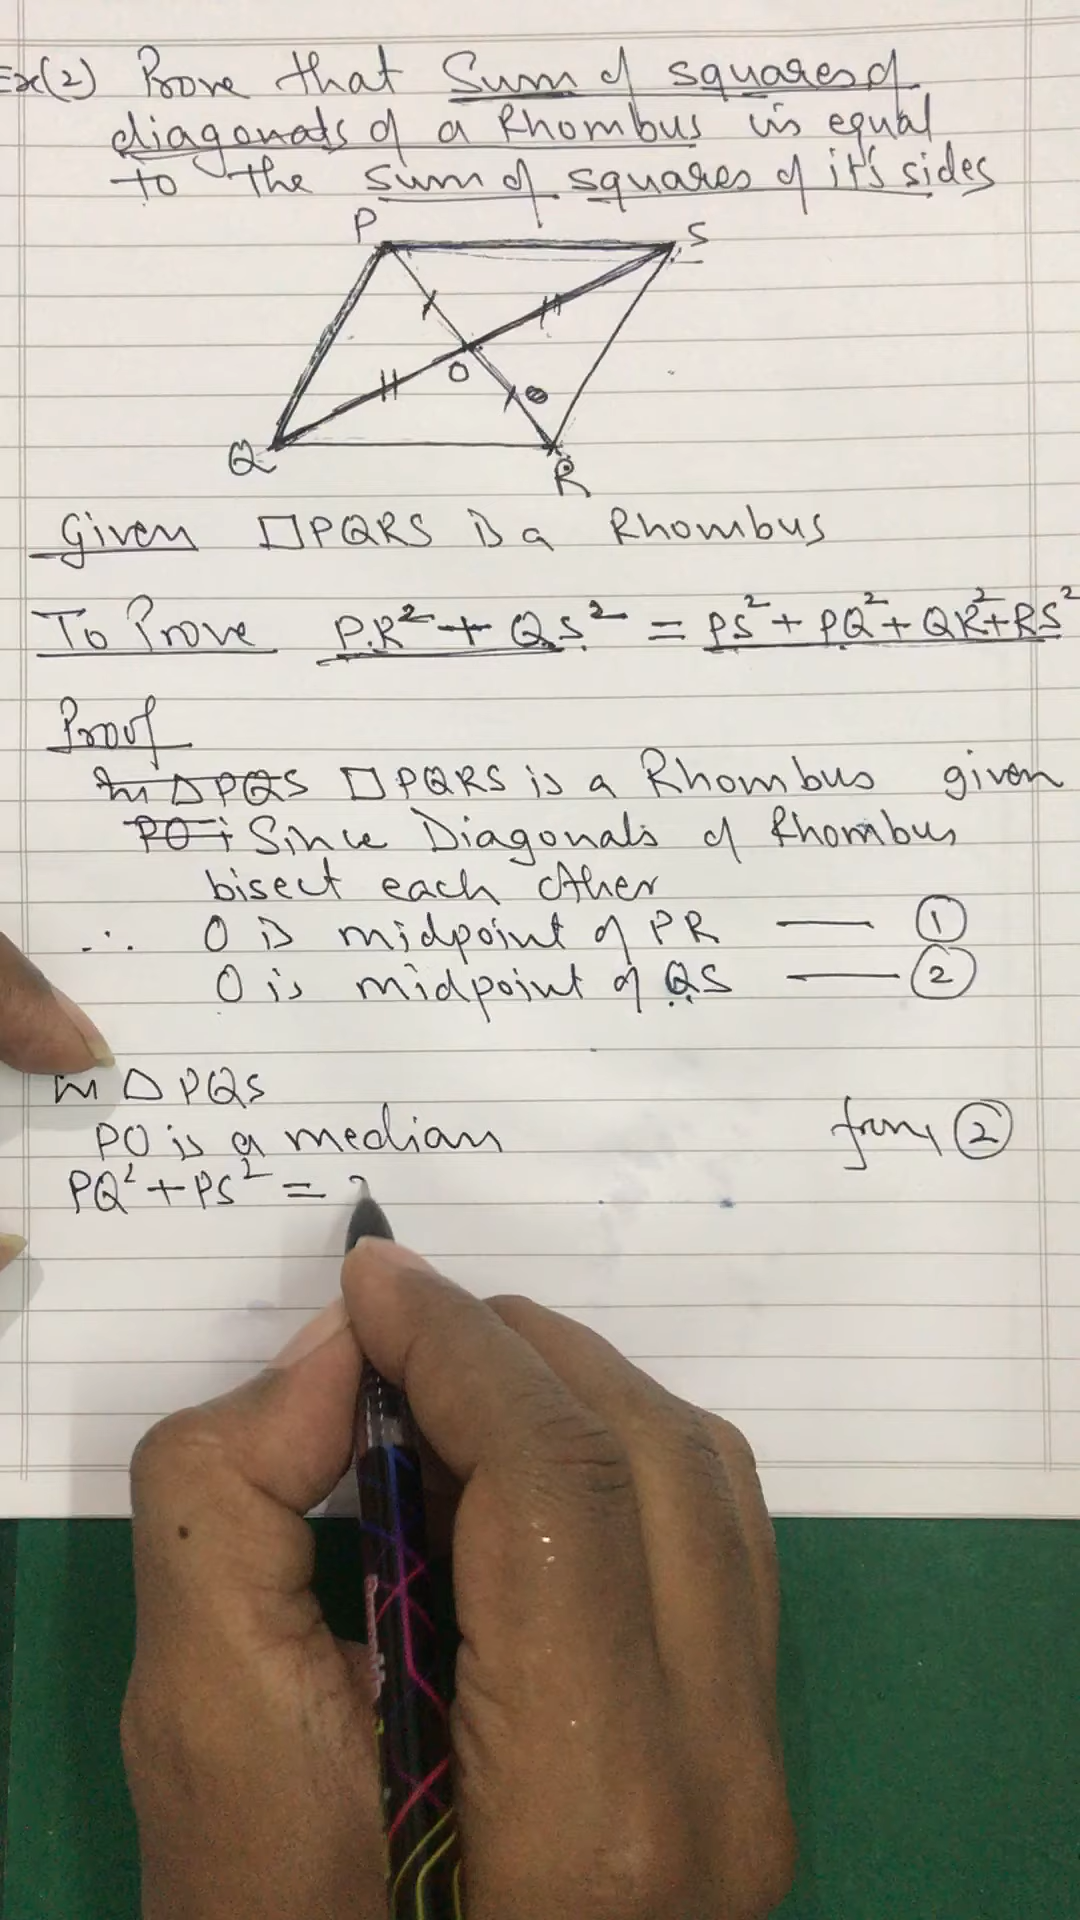 Ex(2) Prove that Sum of squares of
diagonals of a Rhombus is equal
to the sum of squares of it's sides
P
S
O
Q
R
Given □PQRS is a Rhombus
To Prove PR² + QS² = PS² + PQ² + QR² + RS²
Proof
In △PQS □PQRS is a Rhombus given
PO i Since Diagonals of Rhombus
bisect each other
∴ O is midpoint of PR — ①
O is midpoint of QS — ②
In △PQS
PO is a median from ②
PQ² + PS² =